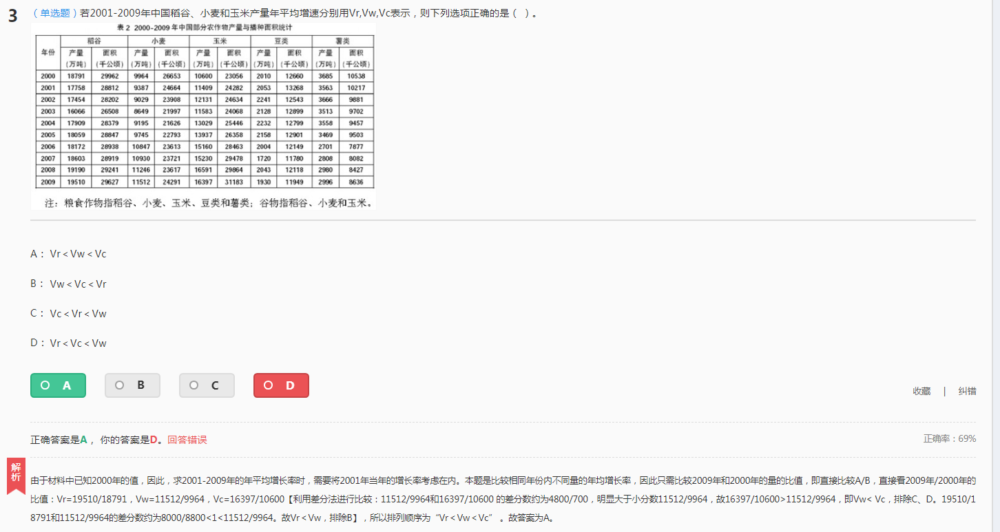 3 （单选题）若2001-2009年中国稻谷、小麦和玉米产量年平均增速分别用Vr,Vw,Vc表示，则下列选项正确的是（ ）。
表 2 2000-2009 年中国部分农作物产量与播种面积统计
年份 稻谷 小麦 玉米 豆类 薯类
产量 面积 产量 面积 产量 面积 产量 面积 产量 面积
(万吨) (千公顷) (万吨) (千公顷) (万吨) (千公顷) (万吨) (千公顷) (万吨) (千公顷)
2000 18791 29962 9964 26653 10600 23056 2010 12660 3685 10538
2001 17758 28812 9387 24664 11409 24282 2053 13268 3563 10217
2002 17454 28202 9029 23908 12131 24634 2241 12543 3666 9881
2003 16066 26508 8649 21997 11583 24068 2128 12899 3513 9702
2004 17909 28379 9195 21626 13029 25446 2232 12799 3558 9457
2005 18059 28847 9745 22793 13937 26358 2158 12901 3469 9503
2006 18172 28938 10847 23613 15160 28463 2004 12149 2701 7877
2007 18603 28919 10930 23721 15230 29478 1720 11780 2808 8082
2008 19190 29241 11246 23617 16591 29864 2043 12118 2980 8427
2009 19510 29627 11512 24291 16397 31183 1930 11949 2996 8636
注：粮食作物指稻谷、小麦、玉米、豆类和薯类；谷物指稻谷、小麦和玉米。
A： Vr＜Vw＜Vc
B： Vw＜Vc＜Vr
C： Vc＜Vr＜Vw
D： Vr＜Vc＜Vw
A B C D
收藏 | 纠错
正确答案是A， 你的答案是D。回答错误
正确率：69%
解析
由于材料中已知2000年的值，因此，求2001-2009年的年平均增长率时，需要将2001年当年的增长率考虑在内。本题是比较相同年份内不同量的年均增长率，因此只需比较2009年和2000年的量的比值，即直接比较A/B，直接看2009年/2000年的
比值：Vr=19510/18791，Vw=11512/9964，Vc=16397/10600【利用差分法进行比较：11512/9964和16397/10600 的差分数约为4800/700，明显大于小分数11512/9964，故16397/10600>11512/9964，即Vw< Vc，排除C、D。19510/1
8791和11512/9964的差分数约为8000/8800<1<11512/9964。故Vr＜Vw，排除B】，所以排列顺序为“Vr＜Vw＜Vc” 。故答案为A。